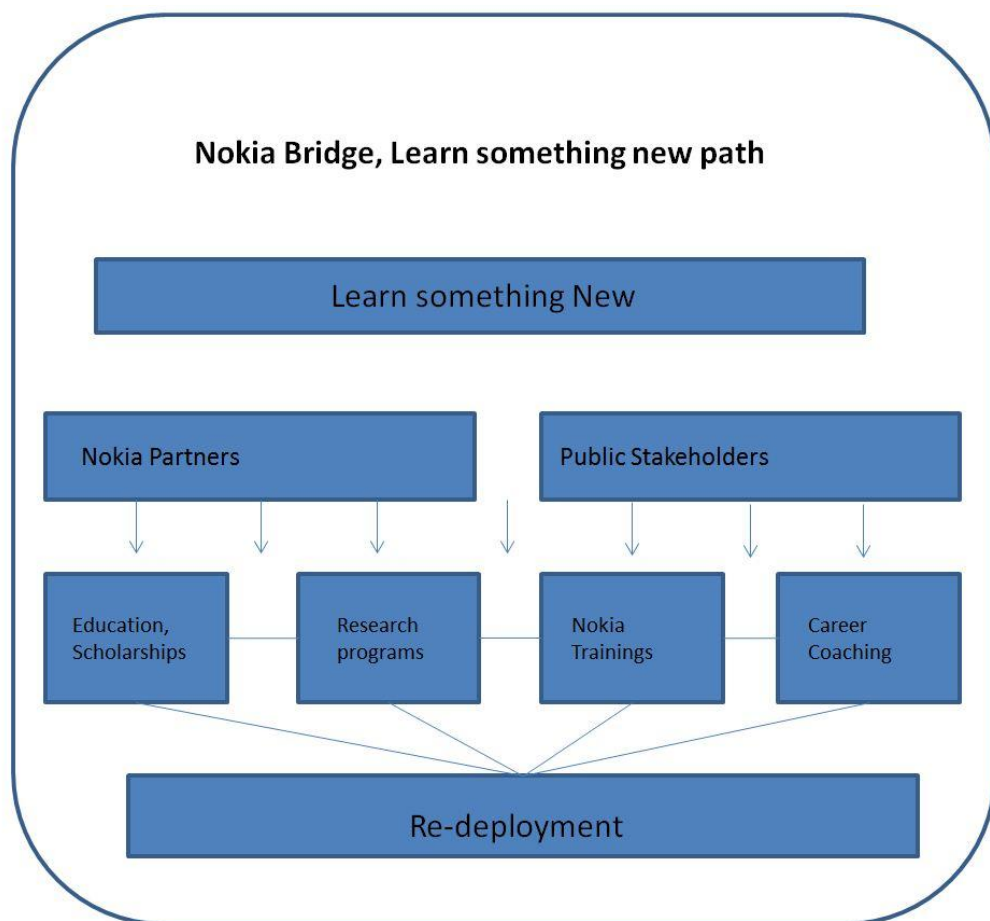 Nokia Bridge, Learn something new path
Learn something New
Nokia Partners
Public Stakeholders
Education,
Scholarships
Research
programs
Nokia
Trainings
Career
Coaching
Re-deployment